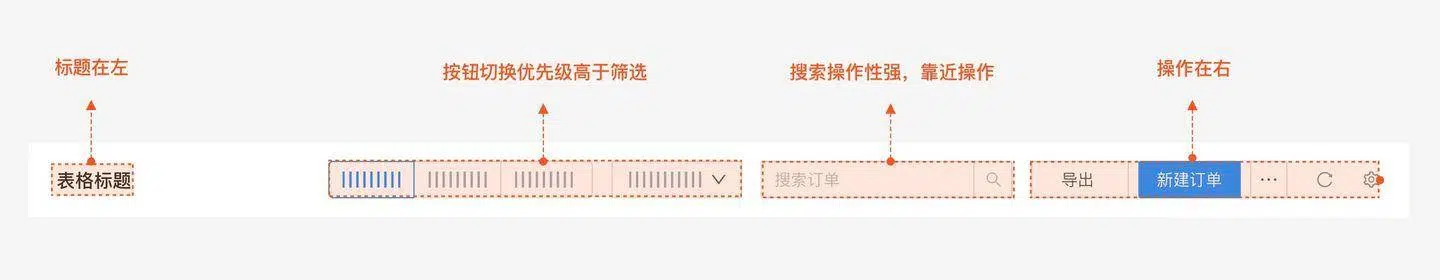 标题在左
按钮切换优先级高于筛选
搜索操作性强，靠近操作
操作在右
表格标题
搜索订单
导出
新建订单